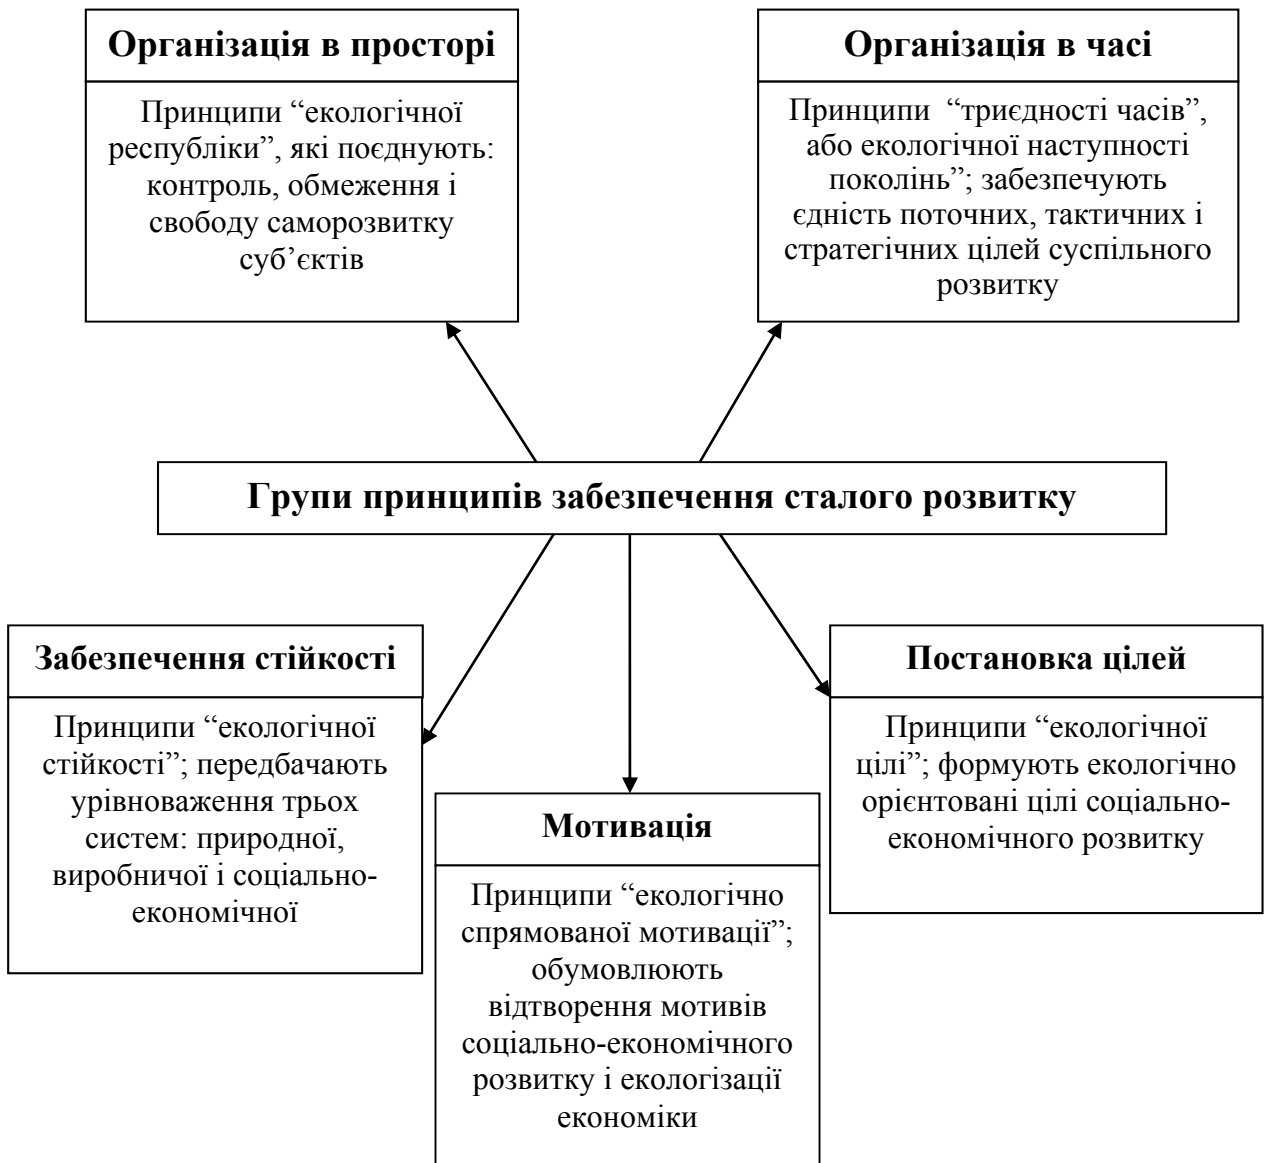 Організація в просторі
Принципи “екологічної
республіки”, які поєднують:
контроль, обмеження і
свободу саморозвитку
суб’єктів
Організація в часі
Принципи “триєдності часів”,
або екологічної наступності
поколінь”; забезпечують
єдність поточних, тактичних і
стратегічних цілей суспільного
розвитку
Групи принципів забезпечення сталого розвитку
Забезпечення стійкості
Принципи “екологічної
стійкості”; передбачають
урівноваження трьох
систем: природної,
виробничої і соціально-
економічної
Мотивація
Принципи “екологічно
спрямованої мотивації”;
обумовлюють
відтворення мотивів
соціально-економічного
розвитку і екологізації
економіки
Постановка цілей
Принципи “екологічної
цілі”; формують екологічно
орієнтовані цілі соціально-
економічного розвитку